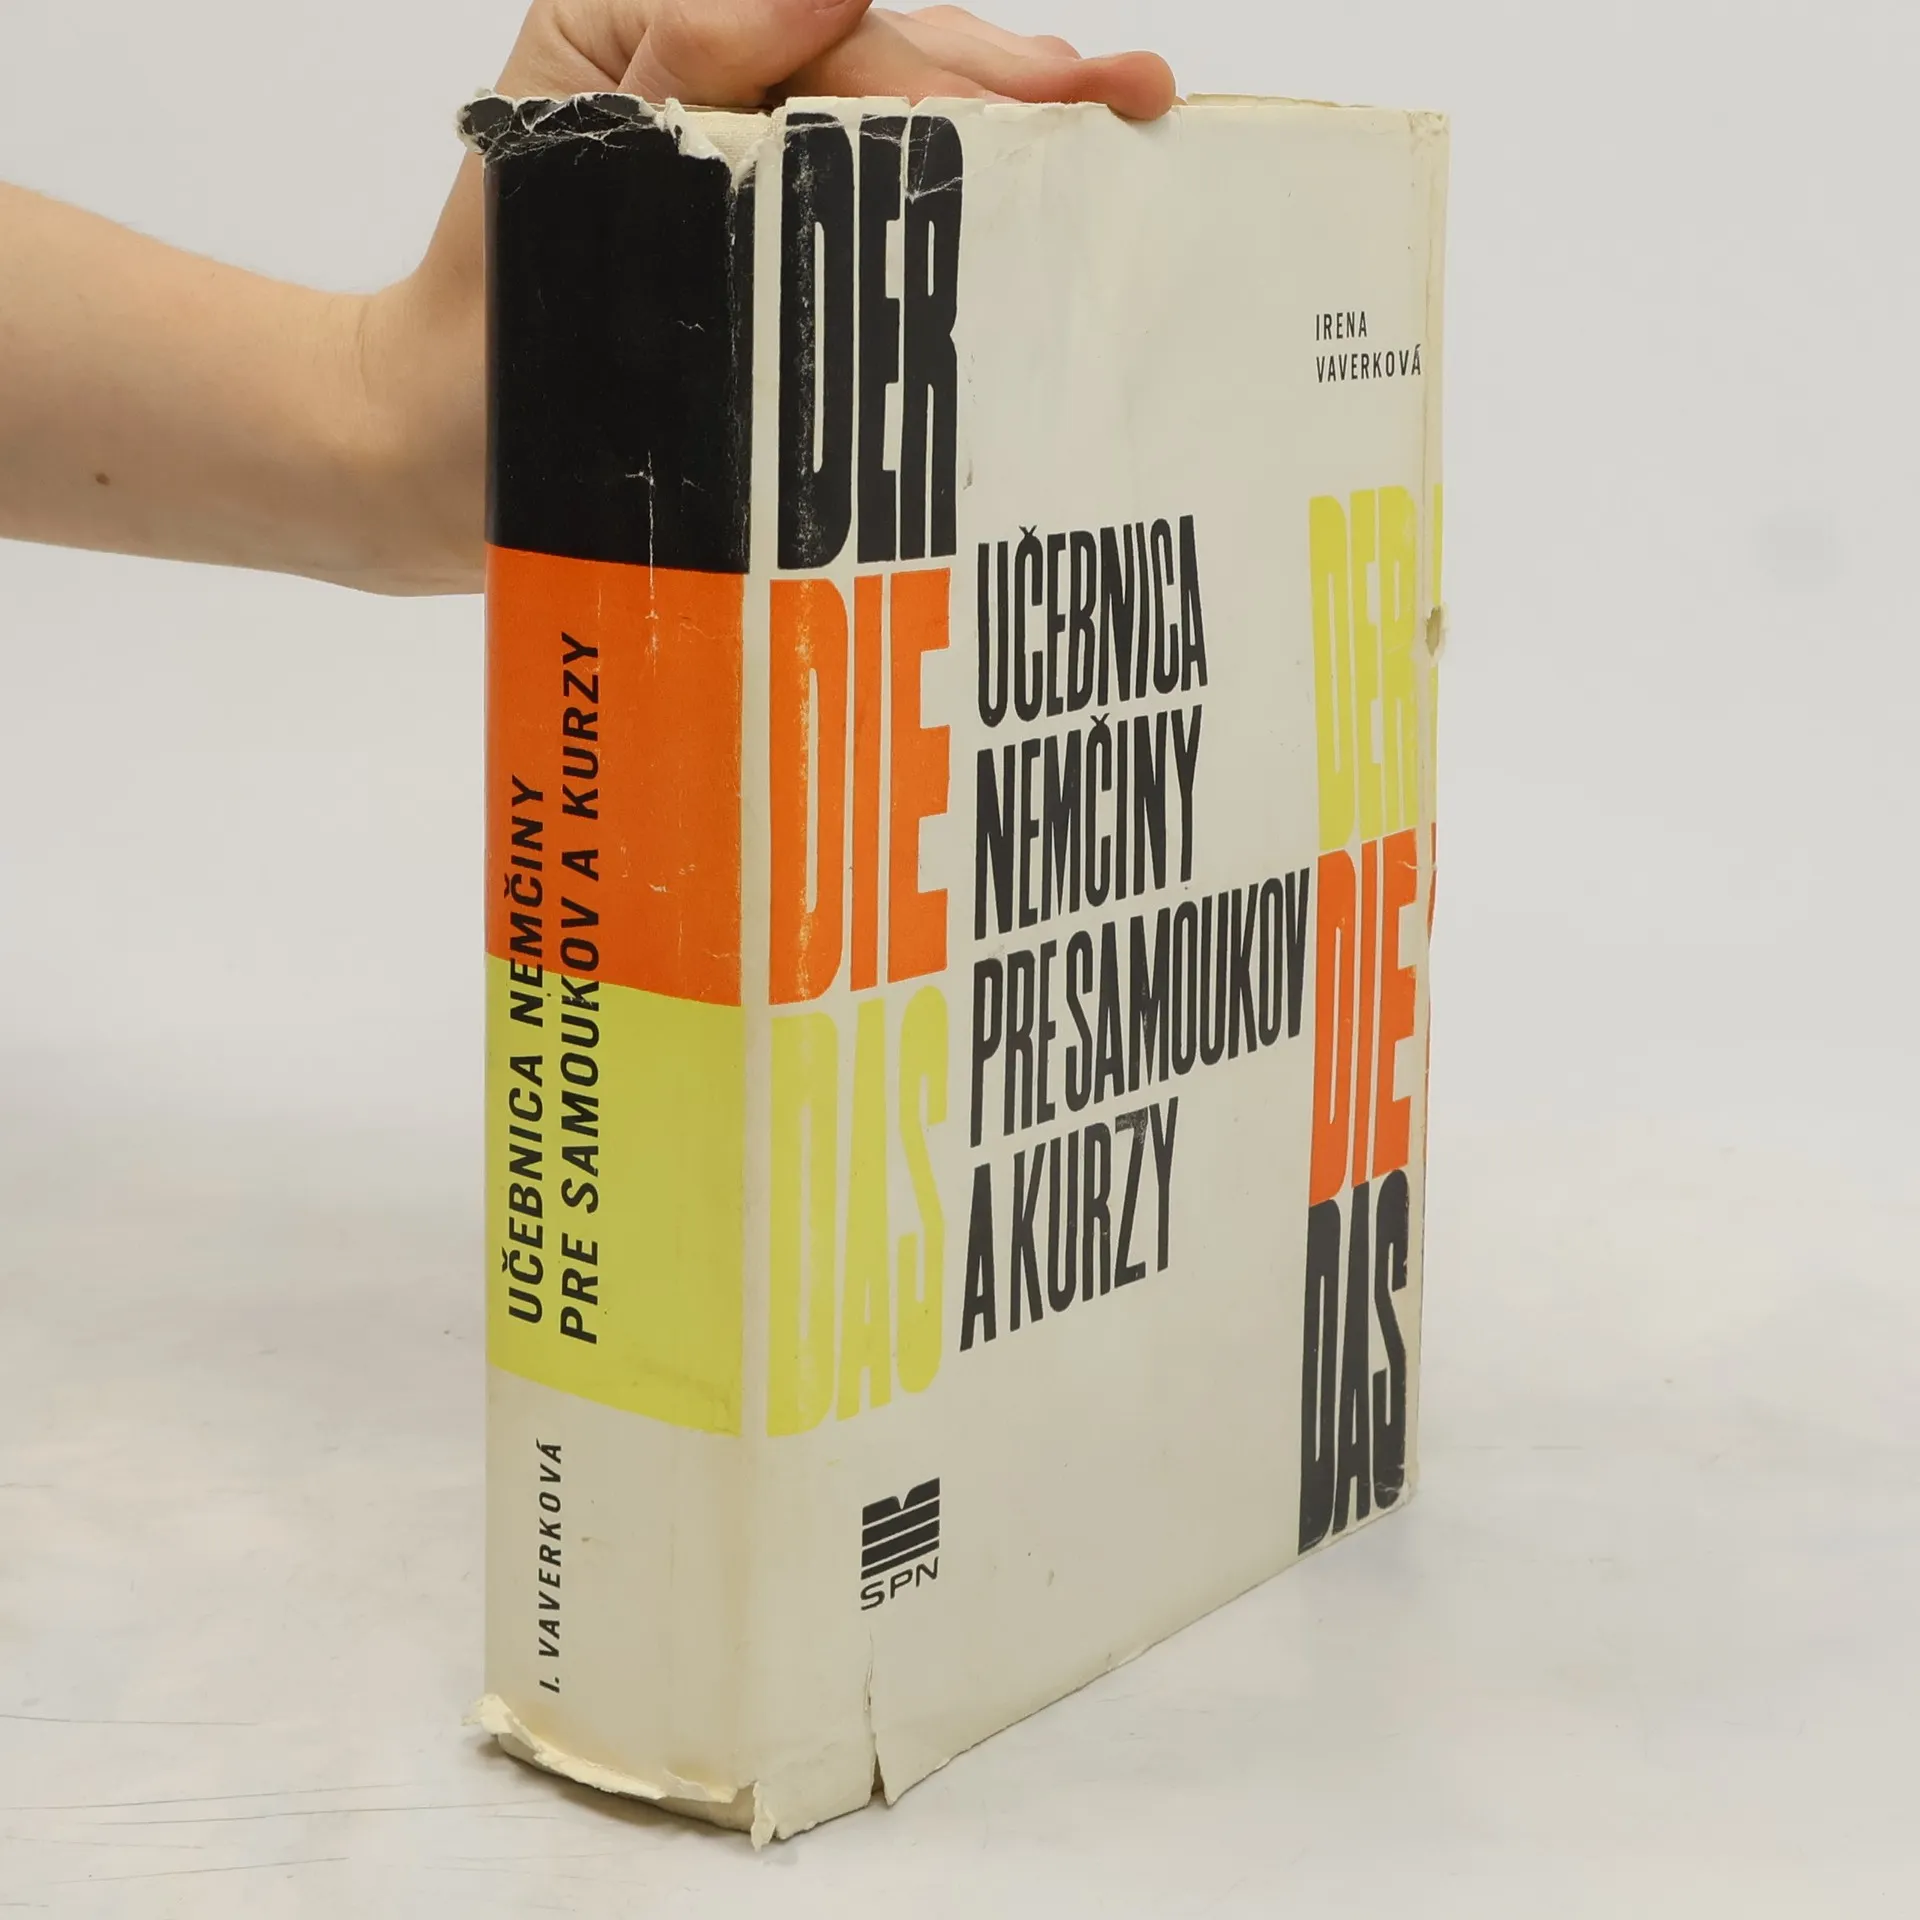 UČEBNICA NEMČINY
PRE SAMOUKOV A KURZY
I. VAVERKOVÁ
DER
DIE
DAS
IRENA
VAVERKOVÁ
UČEBNICA
NEMČINY
PRE SAMOUKOV
A KURZY
DER
DIE
DAS
SPN